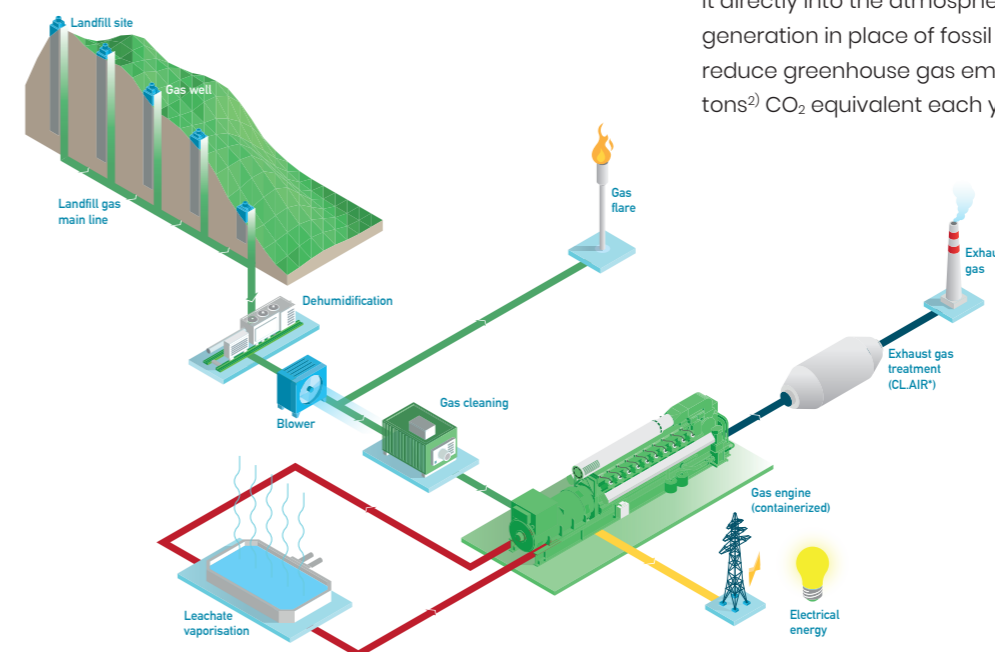 it directly into the atmosphe
generation in place of fossil
reduce greenhouse gas em
tons²⁾ CO₂ equivalent each y
Landfill site
Gas well
Landfill gas
main line
Gas
flare
Dehumidification
Exhau
gas
Blower
Gas cleaning
Exhaust gas
treatment
(CL.AIR*)
Gas engine
(containerized)
Leachate
vaporisation
Electrical
energy